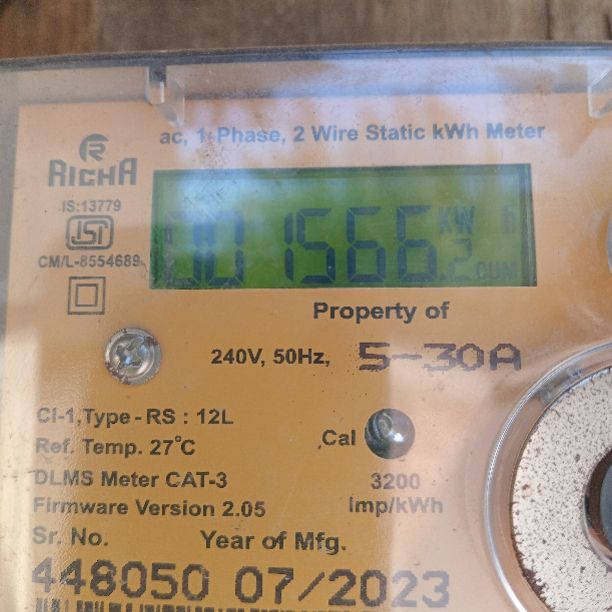 ac, 1-Phase, 2 Wire Static kWh Meter
RICHA
IS:13779
ISI
CM/L-8554689
001566.2 KW
CUM
Property of
240V, 50Hz, 5-30A
Cl-1,Type-RS : 12L
Ref. Temp. 27°C
Cal
DLMS Meter CAT-3
3200
Firmware Version 2.05
Imp/kWh
Sr. No. Year of Mfg.
448050 07/2023